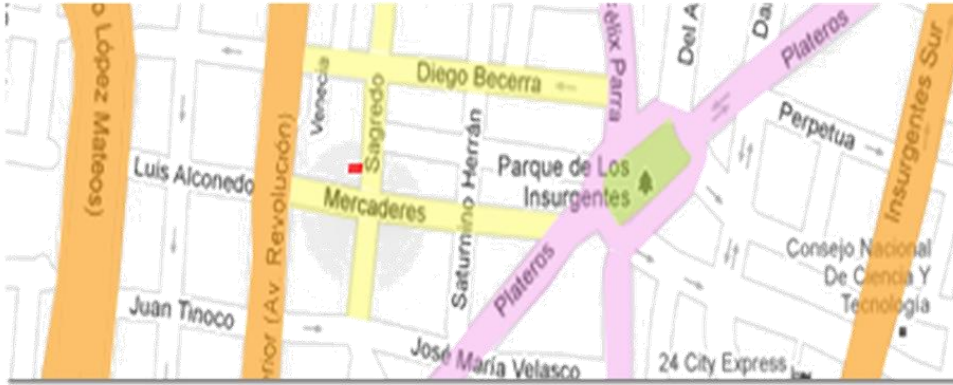 o López Mateos)
Venecia
Sagredo
Diego Becerra
élix Parra
Del A
Da
Plateros
Insurgentes Sur
Perpetua
Luis Alconedo
Mercaderes
Saturnino Herrán
Parque de Los
Insurgentes
rior (Av. Revolución)
Plateros
Consejo Nacional
De Ciencia Y
Tecnología
Juan Tinoco
José María Velasco
24 City Express